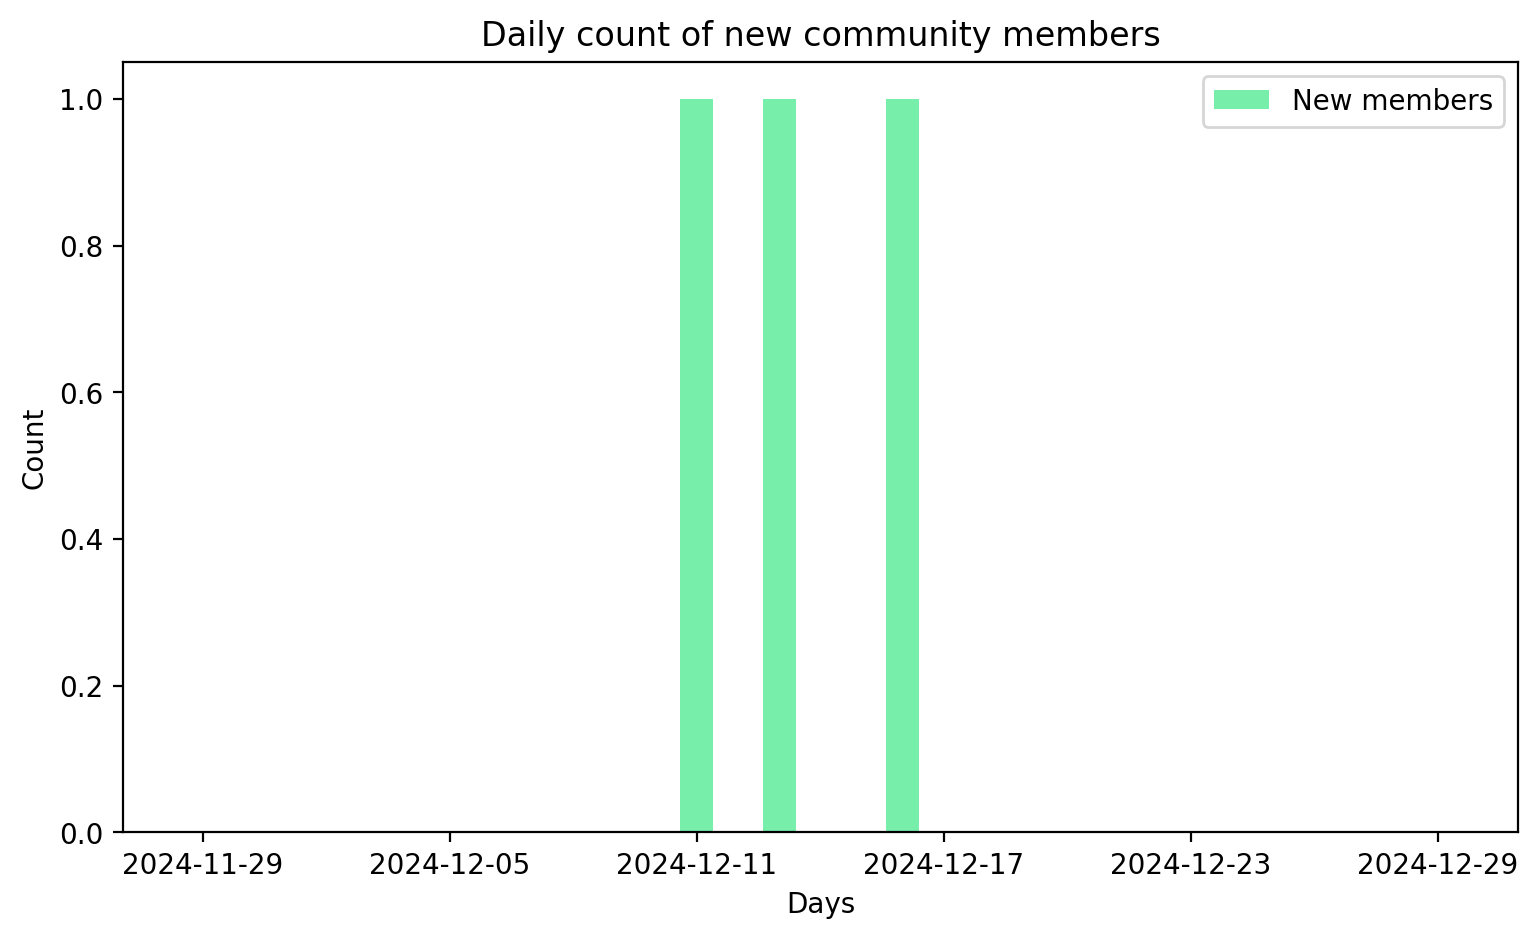 Daily count of new community members
New members
1.0
0.8
0.6
0.4
0.2
0.0
Count
2024-11-29 2024-12-05 2024-12-11 2024-12-17 2024-12-23 2024-12-29
Days